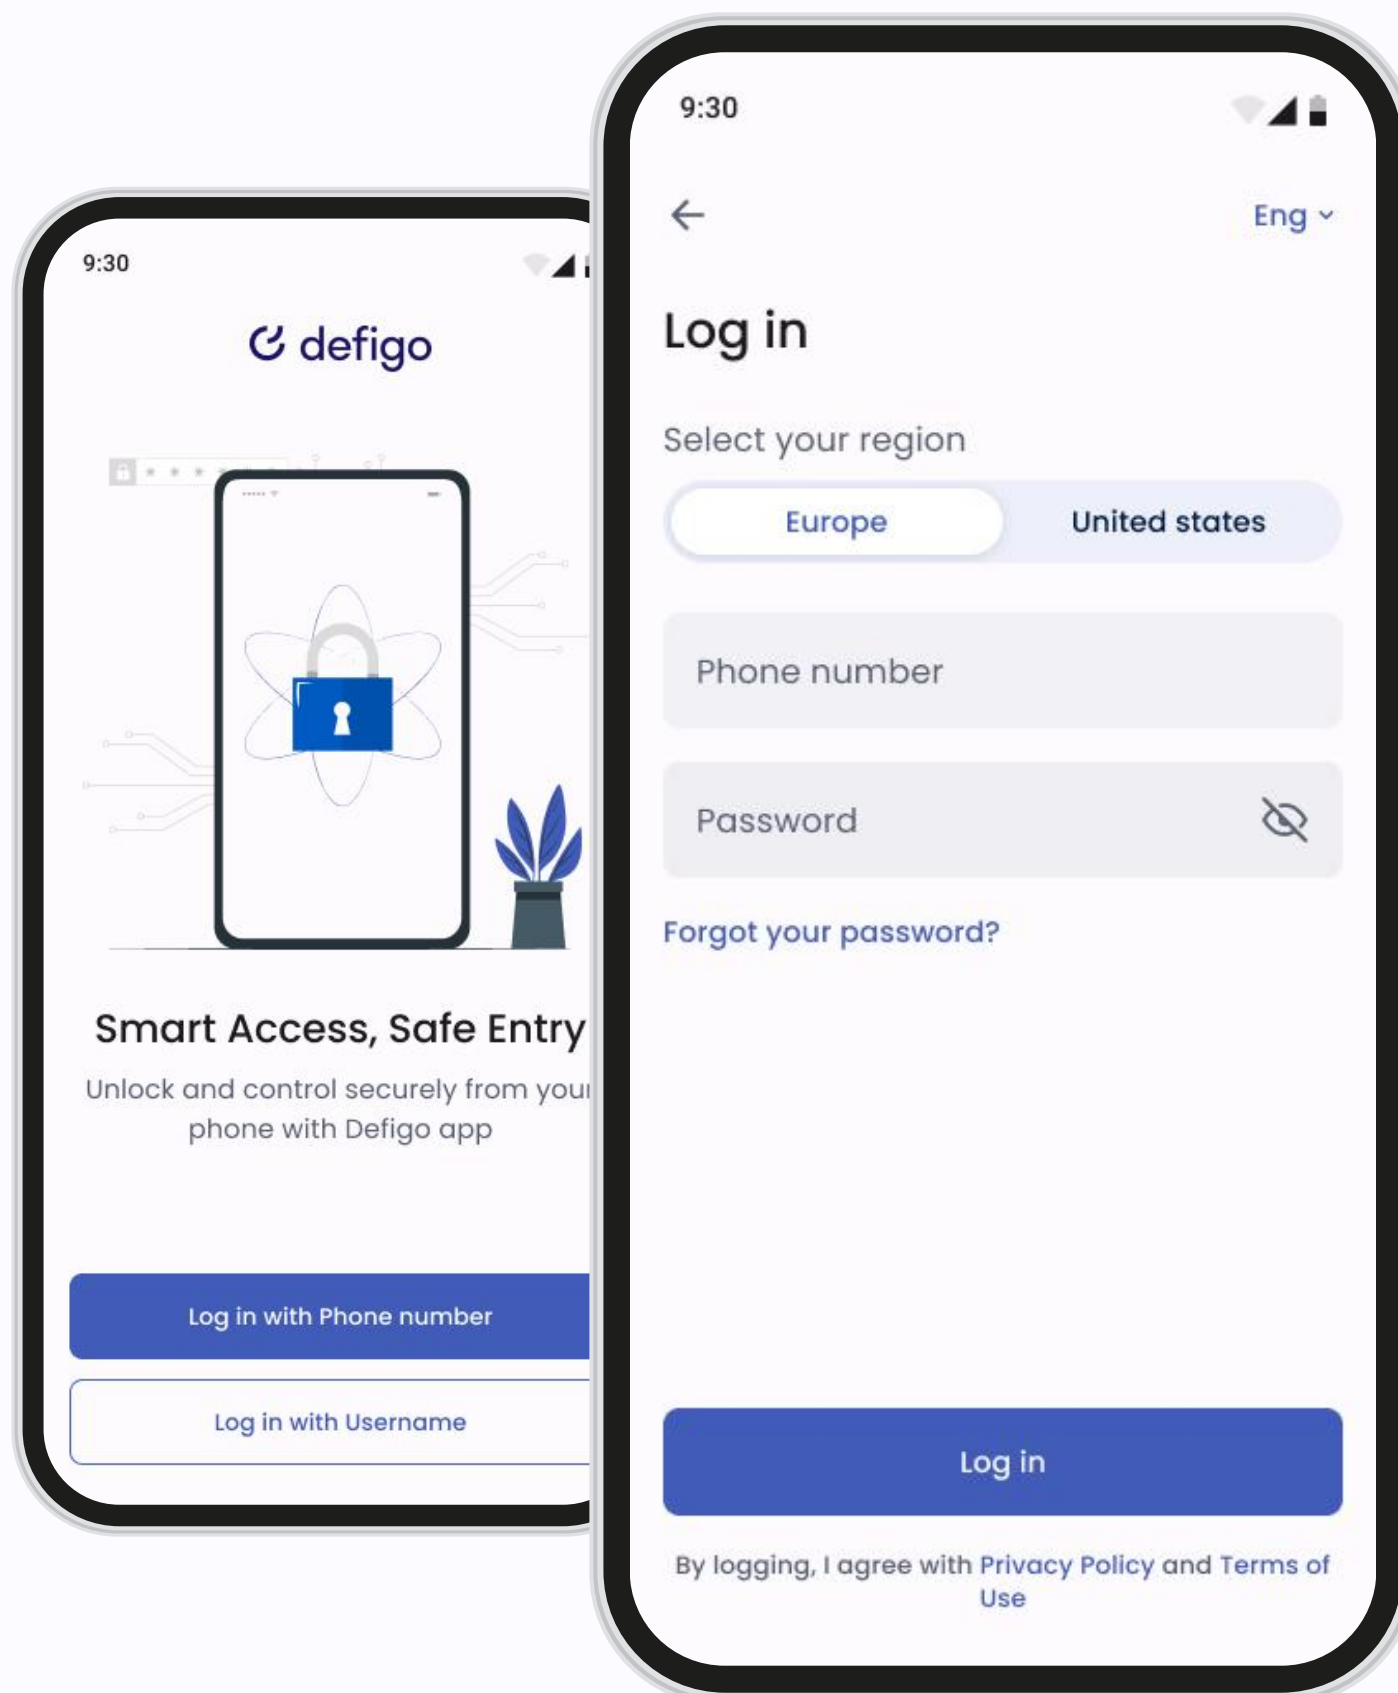 9:30
defigo
Smart Access, Safe Entry
Unlock and control securely from your
phone with Defigo app
Log in with Phone number
Log in with Username
9:30
Eng
Log in
Select your region
Europe
United states
Phone number
Password
Forgot your password?
Log in
By logging, I agree with Privacy Policy and Terms of
Use